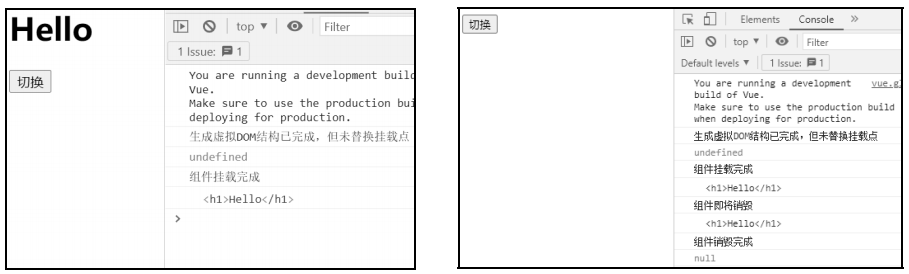 Hello
切换
top ▼
Filter
1 Issue: 1
You are running a development build
Vue.
Make sure to use the production bui
deploying for production.
生成虚拟DOM结构已完成，但未替换挂载点
undefined
组件挂载完成
<h1>Hello</h1>
>
切换
Elements Console »
top ▼ Filter
Default levels ▼ 1 Issue: 1
You are running a development vue.gl
build of Vue.
Make sure to use the production build
when deploying for production.
生成虚拟DOM结构已完成，但未替换挂载点
undefined
组件挂载完成
<h1>Hello</h1>
组件即将销毁
<h1>Hello</h1>
组件销毁完成
null